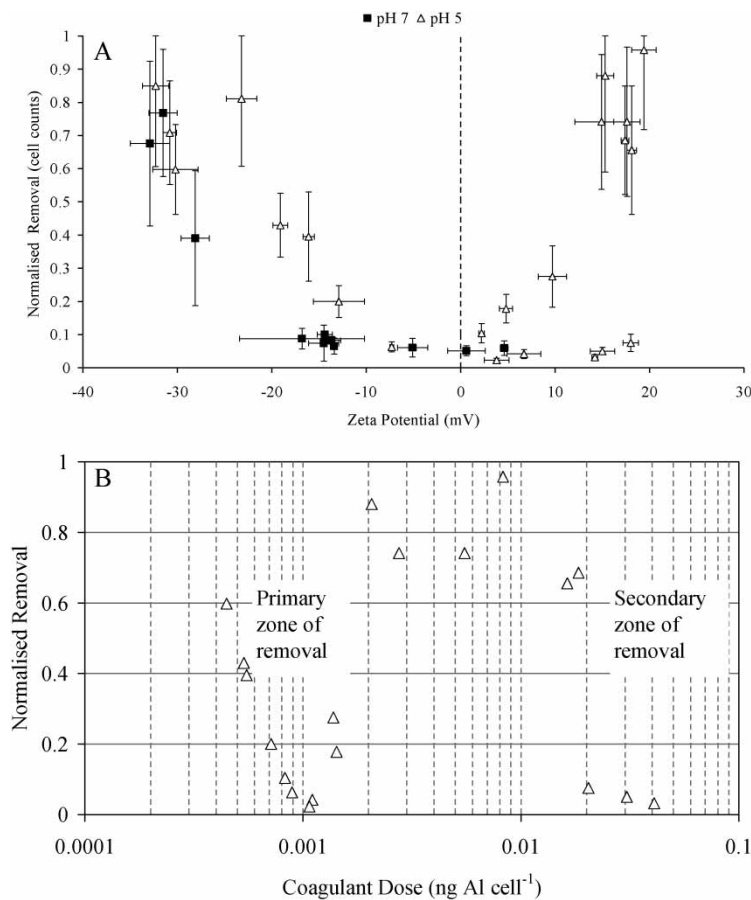 ■ pH 7 △ pH 5
A
Normalised Removal (cell counts)
1
0.9
0.8
0.7
0.6
0.5
0.4
0.3
0.2
0.1
0
-40 -30 -20 -10 0 10 20 30
Zeta Potential (mV)
B
Normalised Removal
1
0.8
0.6
0.4
0.2
0
Primary
zone of
removal
Secondary
zone of
removal
0.0001 0.001 0.01 0.1
Coagulant Dose (ng Al cell⁻¹)